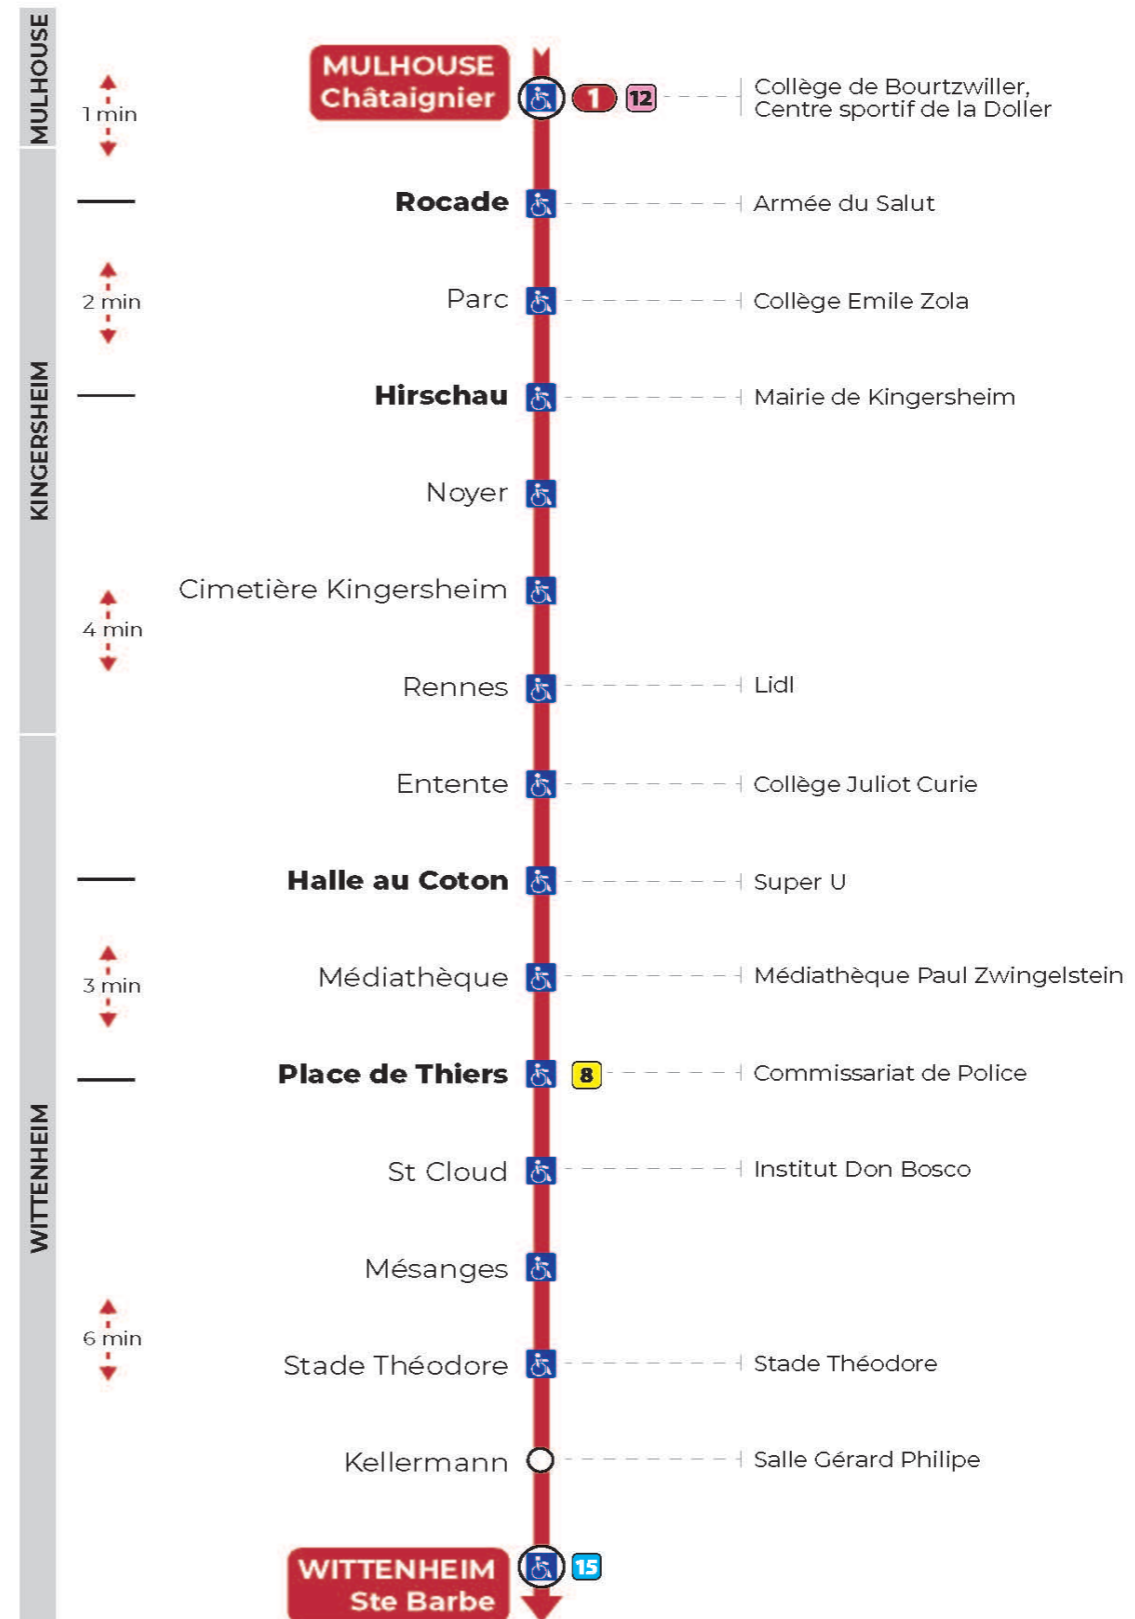 MULHOUSE
MULHOUSE
Châtaignier
1
12
Collège de Bourtzwiller,
Centre sportif de la Doller
1 min
KINGERSHEIM
Rocade
Armée du Salut
2 min
Parc
Collège Emile Zola
Hirschau
Mairie de Kingersheim
Noyer
Cimetière Kingersheim
4 min
Rennes
Lidl
WITTENHEIM
Entente
Collège Juliot Curie
Halle au Coton
Super U
3 min
Médiathèque
Médiathèque Paul Zwingelstein
Place de Thiers
8
Commissariat de Police
St Cloud
Institut Don Bosco
Mésanges
6 min
Stade Théodore
Stade Théodore
Kellermann
Salle Gérard Philipe
WITTENHEIM
Ste Barbe
15